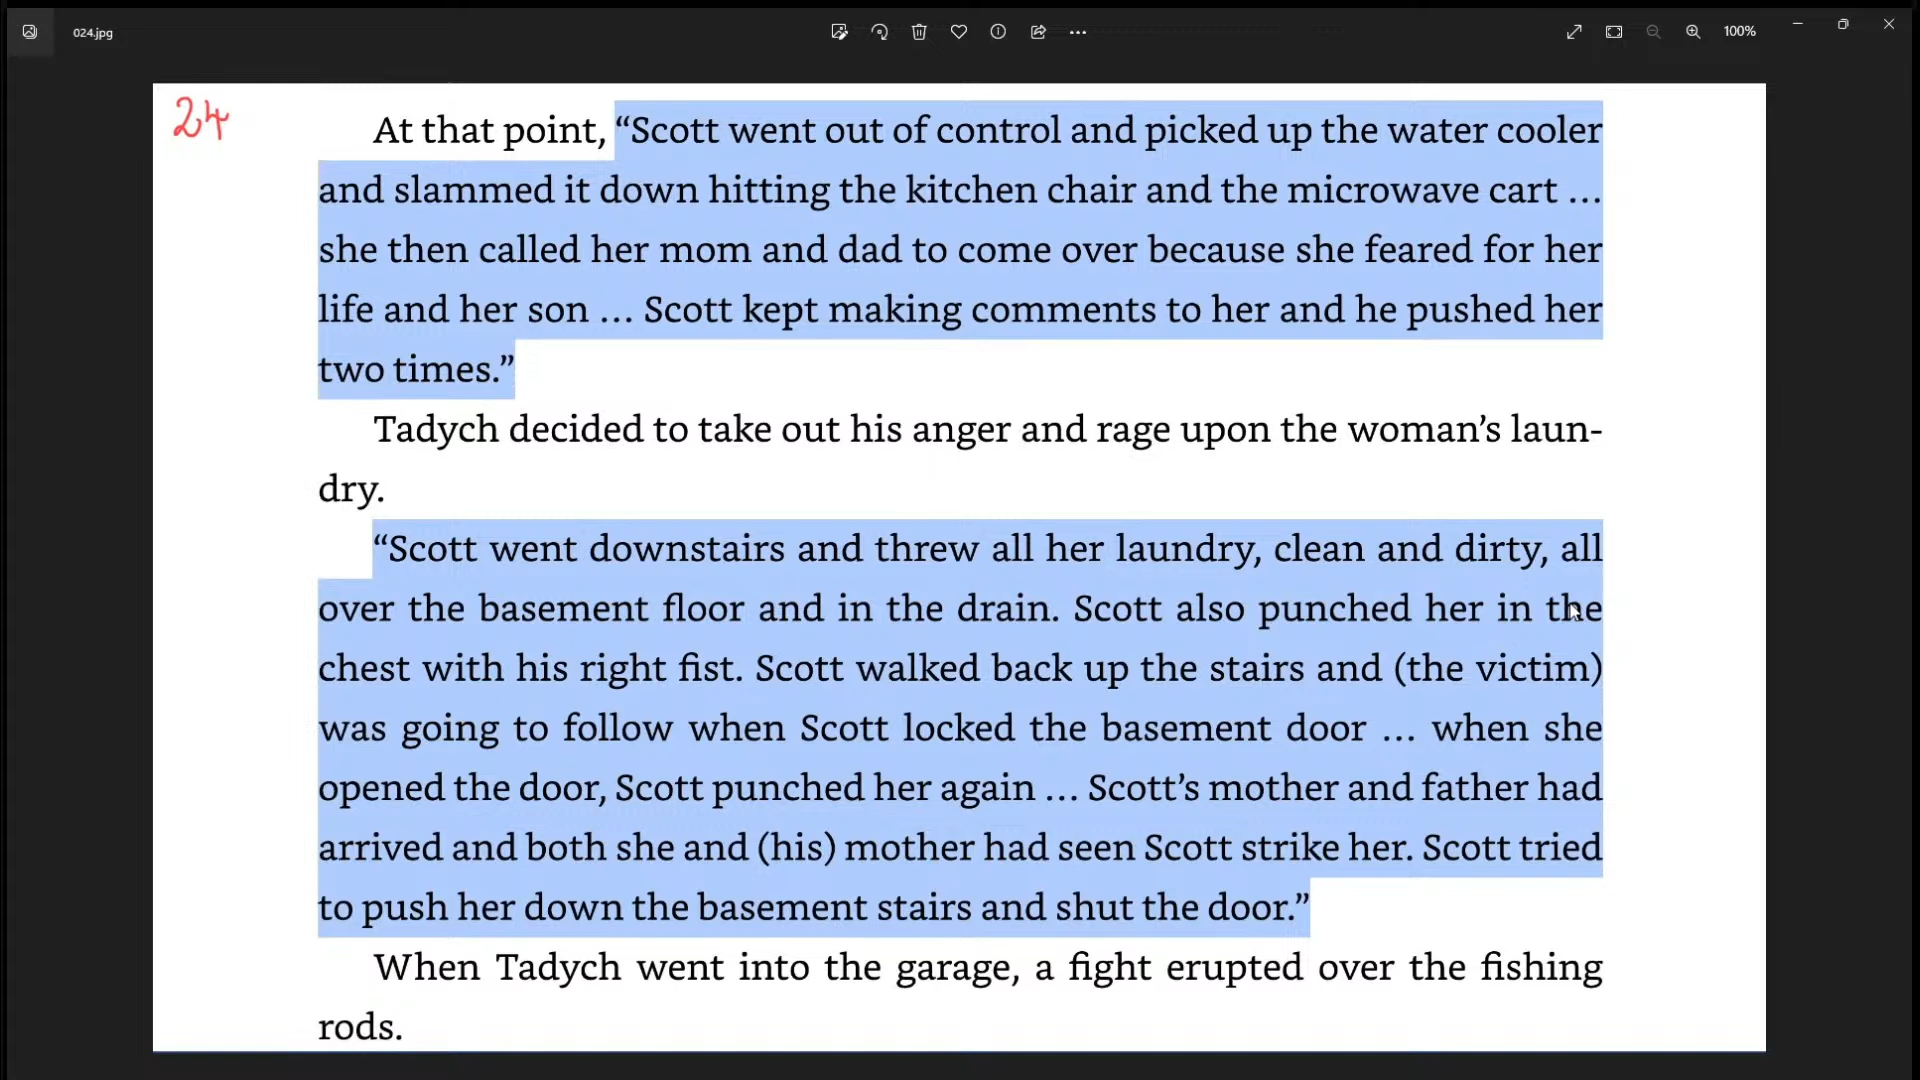 024.jpg
100%
24
At that point, “Scott went out of control and picked up the water cooler
and slammed it down hitting the kitchen chair and the microwave cart …
she then called her mom and dad to come over because she feared for her
life and her son … Scott kept making comments to her and he pushed her
two times.”
Tadych decided to take out his anger and rage upon the woman’s laun-
dry.
“Scott went downstairs and threw all her laundry, clean and dirty, all
over the basement floor and in the drain. Scott also punched her in the
chest with his right fist. Scott walked back up the stairs and (the victim)
was going to follow when Scott locked the basement door … when she
opened the door, Scott punched her again … Scott’s mother and father had
arrived and both she and (his) mother had seen Scott strike her. Scott tried
to push her down the basement stairs and shut the door.”
When Tadych went into the garage, a fight erupted over the fishing
rods.